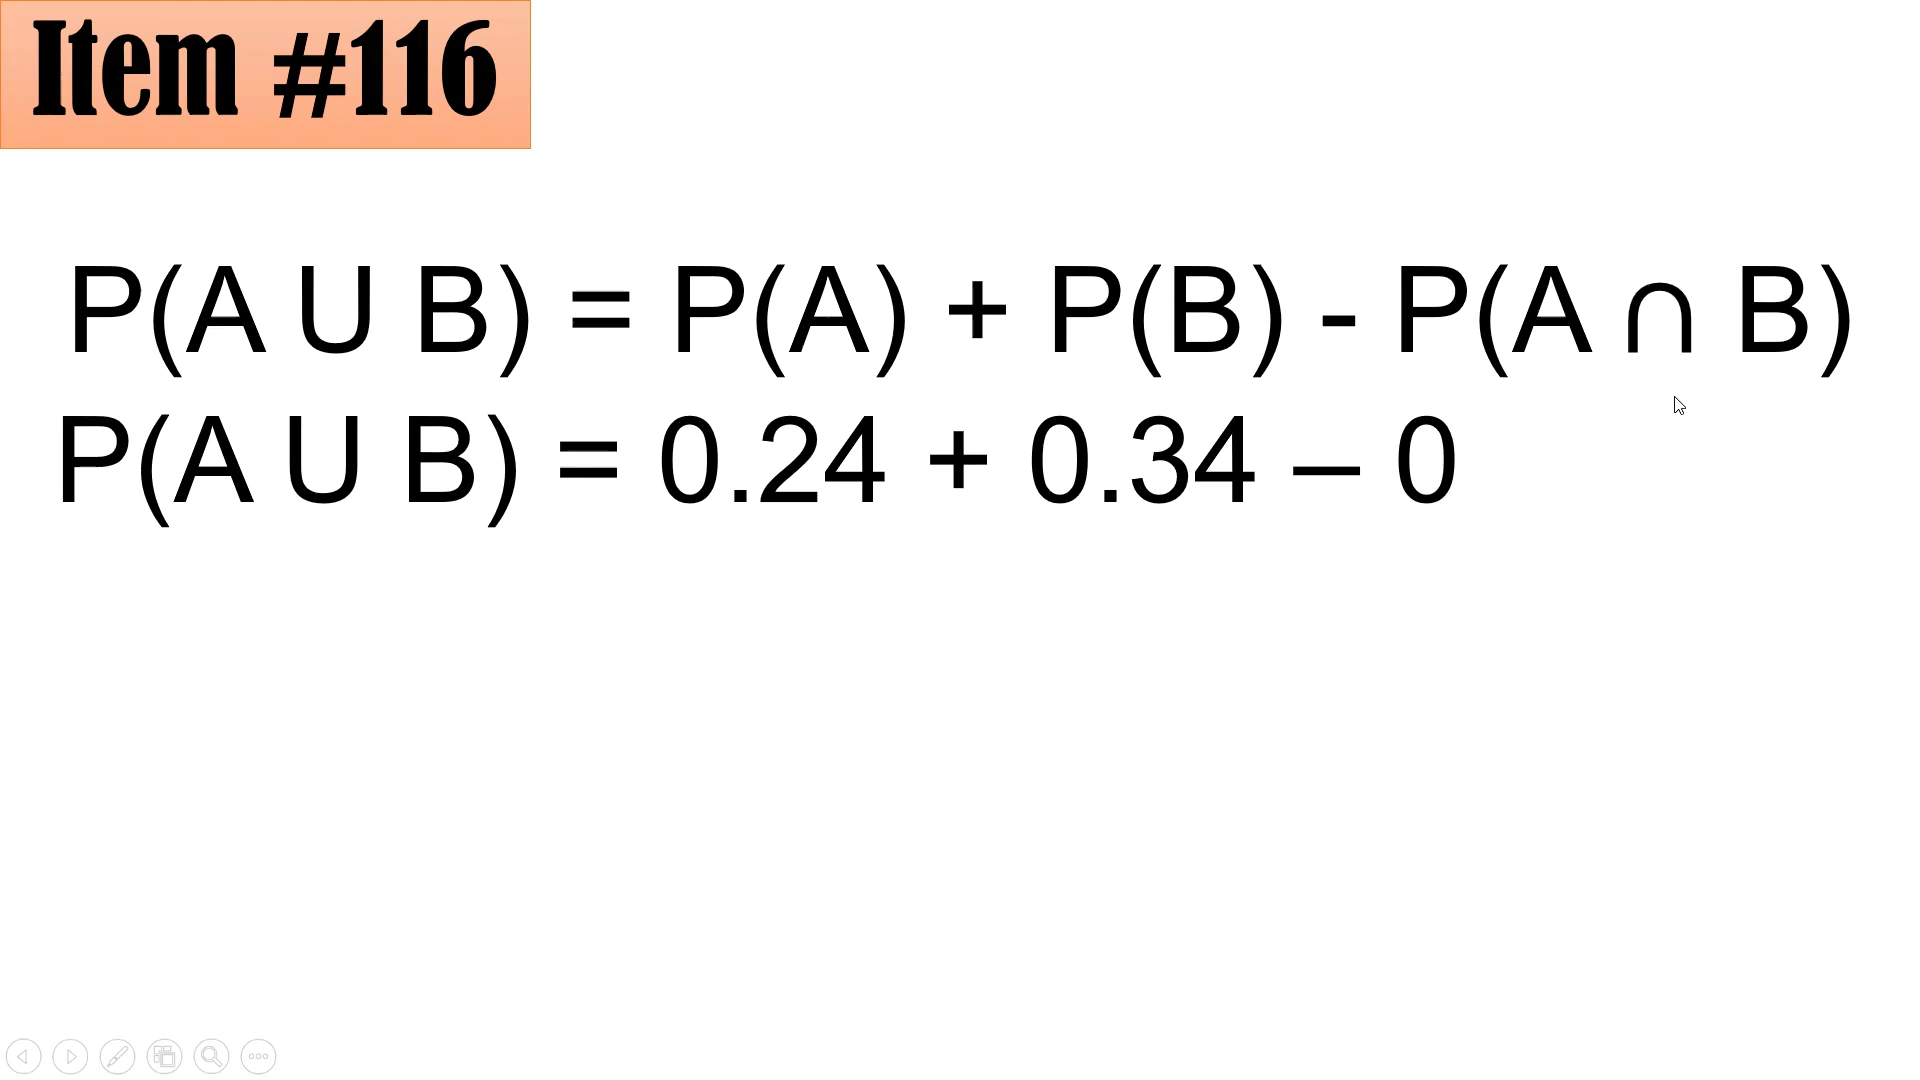 Item #116
P(A U B) = P(A) + P(B) - P(A ∩ B)
P(A U B) = 0.24 + 0.34 – 0